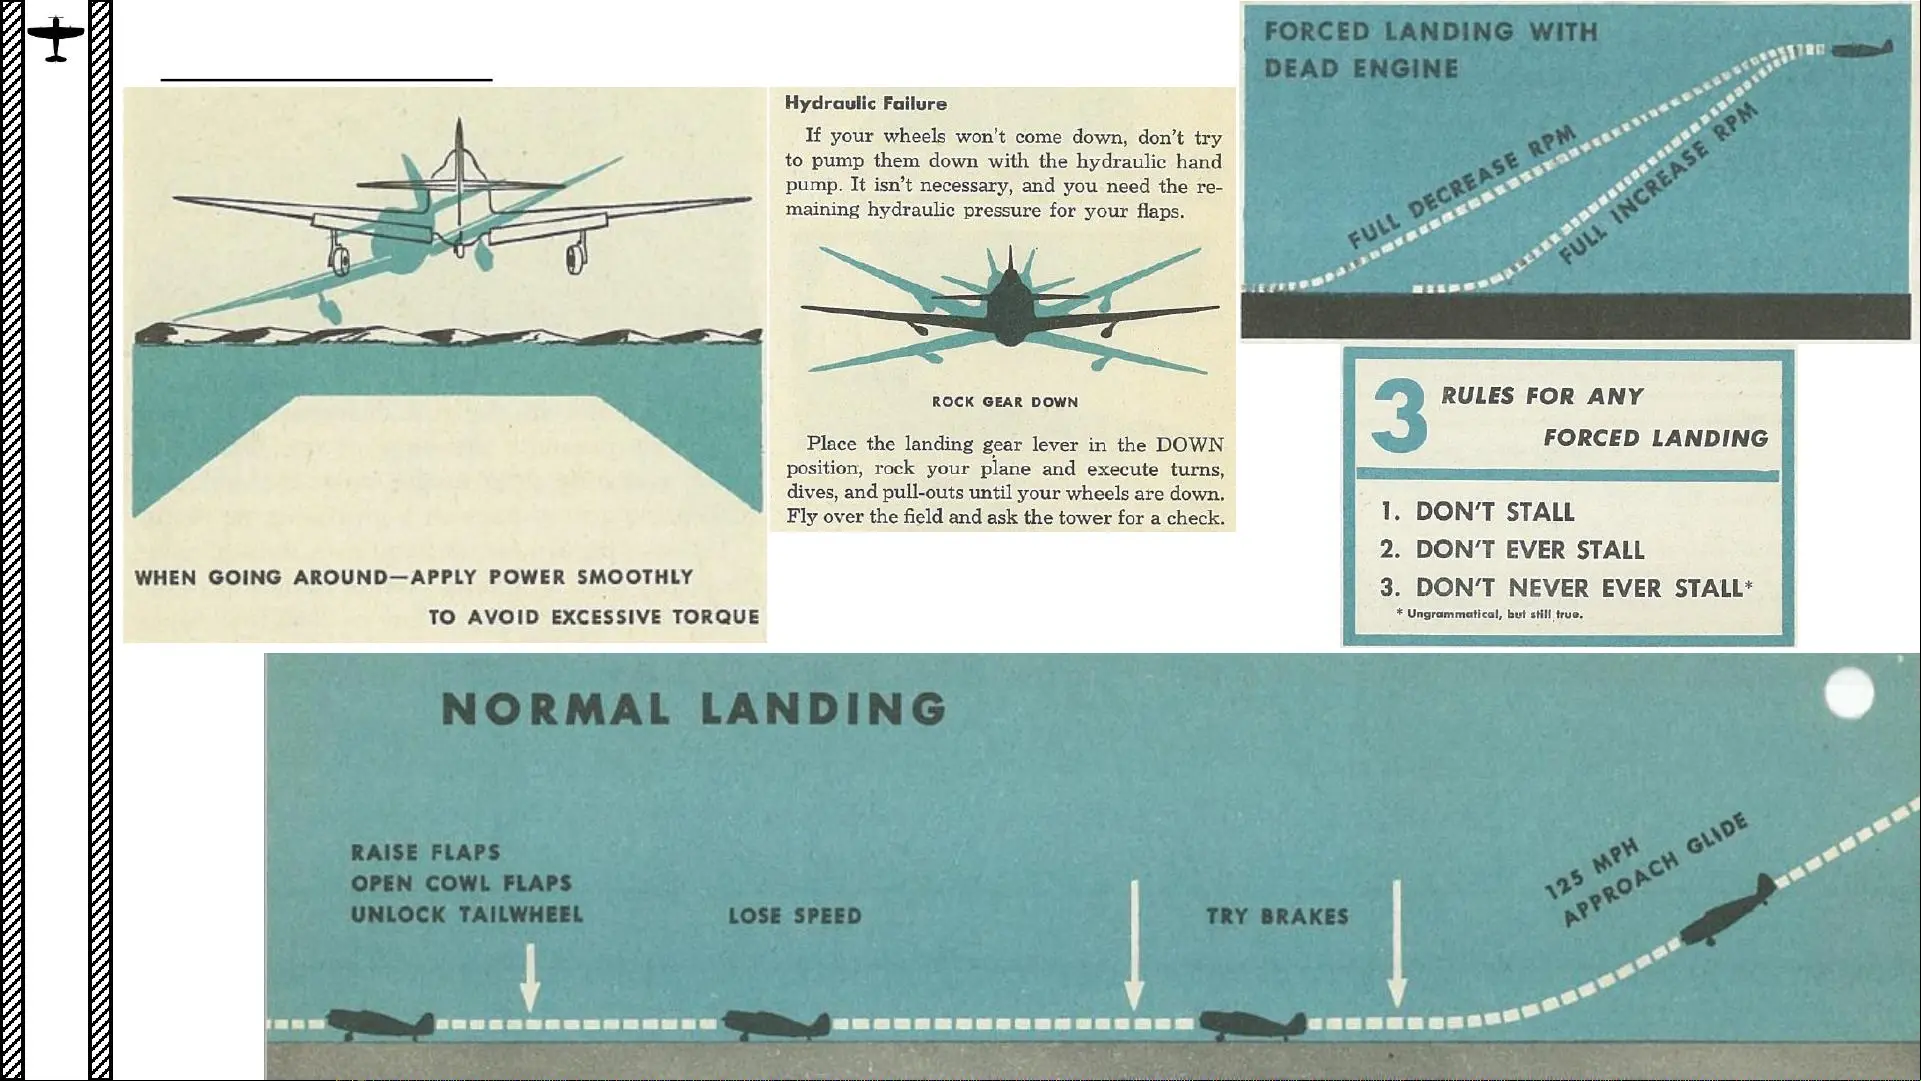 Hydraulic Failure
If your wheels won't come down, don't try
to pump them down with the hydraulic hand
pump. It isn't necessary, and you need the re-
maining hydraulic pressure for your flaps.
ROCK GEAR DOWN
Place the landing gear lever in the DOWN
position, rock your plane and execute turns,
dives, and pull-outs until your wheels are down.
Fly over the field and ask the tower for a check.
WHEN GOING AROUND—APPLY POWER SMOOTHLY
TO AVOID EXCESSIVE TORQUE
FORCED LANDING WITH
DEAD ENGINE
FULL DECREASE RPM
FULL INCREASE RPM
3 RULES FOR ANY
FORCED LANDING
1. DON'T STALL
2. DON'T EVER STALL
3. DON'T NEVER EVER STALL*
* Ungrammatical, but still true.
NORMAL LANDING
RAISE FLAPS
OPEN COWL FLAPS
UNLOCK TAILWHEEL
LOSE SPEED
TRY BRAKES
125 MPH
APPROACH GLIDE